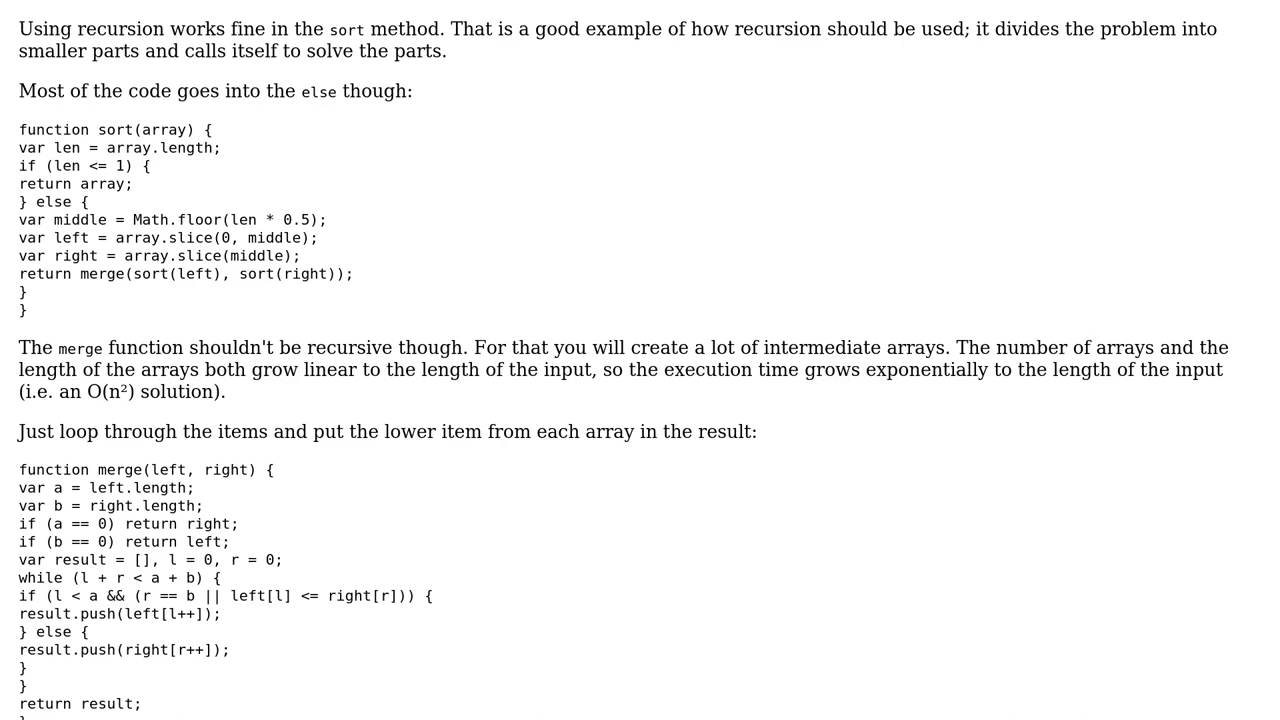 Using recursion works fine in the sort method. That is a good example of how recursion should be used; it divides the problem into
smaller parts and calls itself to solve the parts.
Most of the code goes into the else though:
function sort(array) {
var len = array.length;
if (len <= 1) {
return array;
} else {
var middle = Math.floor(len * 0.5);
var left = array.slice(0, middle);
var right = array.slice(middle);
return merge(sort(left), sort(right));
}
}
The merge function shouldn't be recursive though. For that you will create a lot of intermediate arrays. The number of arrays and the
length of the arrays both grow linear to the length of the input, so the execution time grows exponentially to the length of the input
(i.e. an O(n²) solution).
Just loop through the items and put the lower item from each array in the result:
function merge(left, right) {
var a = left.length;
var b = right.length;
if (a == 0) return right;
if (b == 0) return left;
var result = [], l = 0, r = 0;
while (l + r < a + b) {
if (l < a && (r == b || left[l] <= right[r])) {
result.push(left[l++]);
} else {
result.push(right[r++]);
}
}
return result;
}